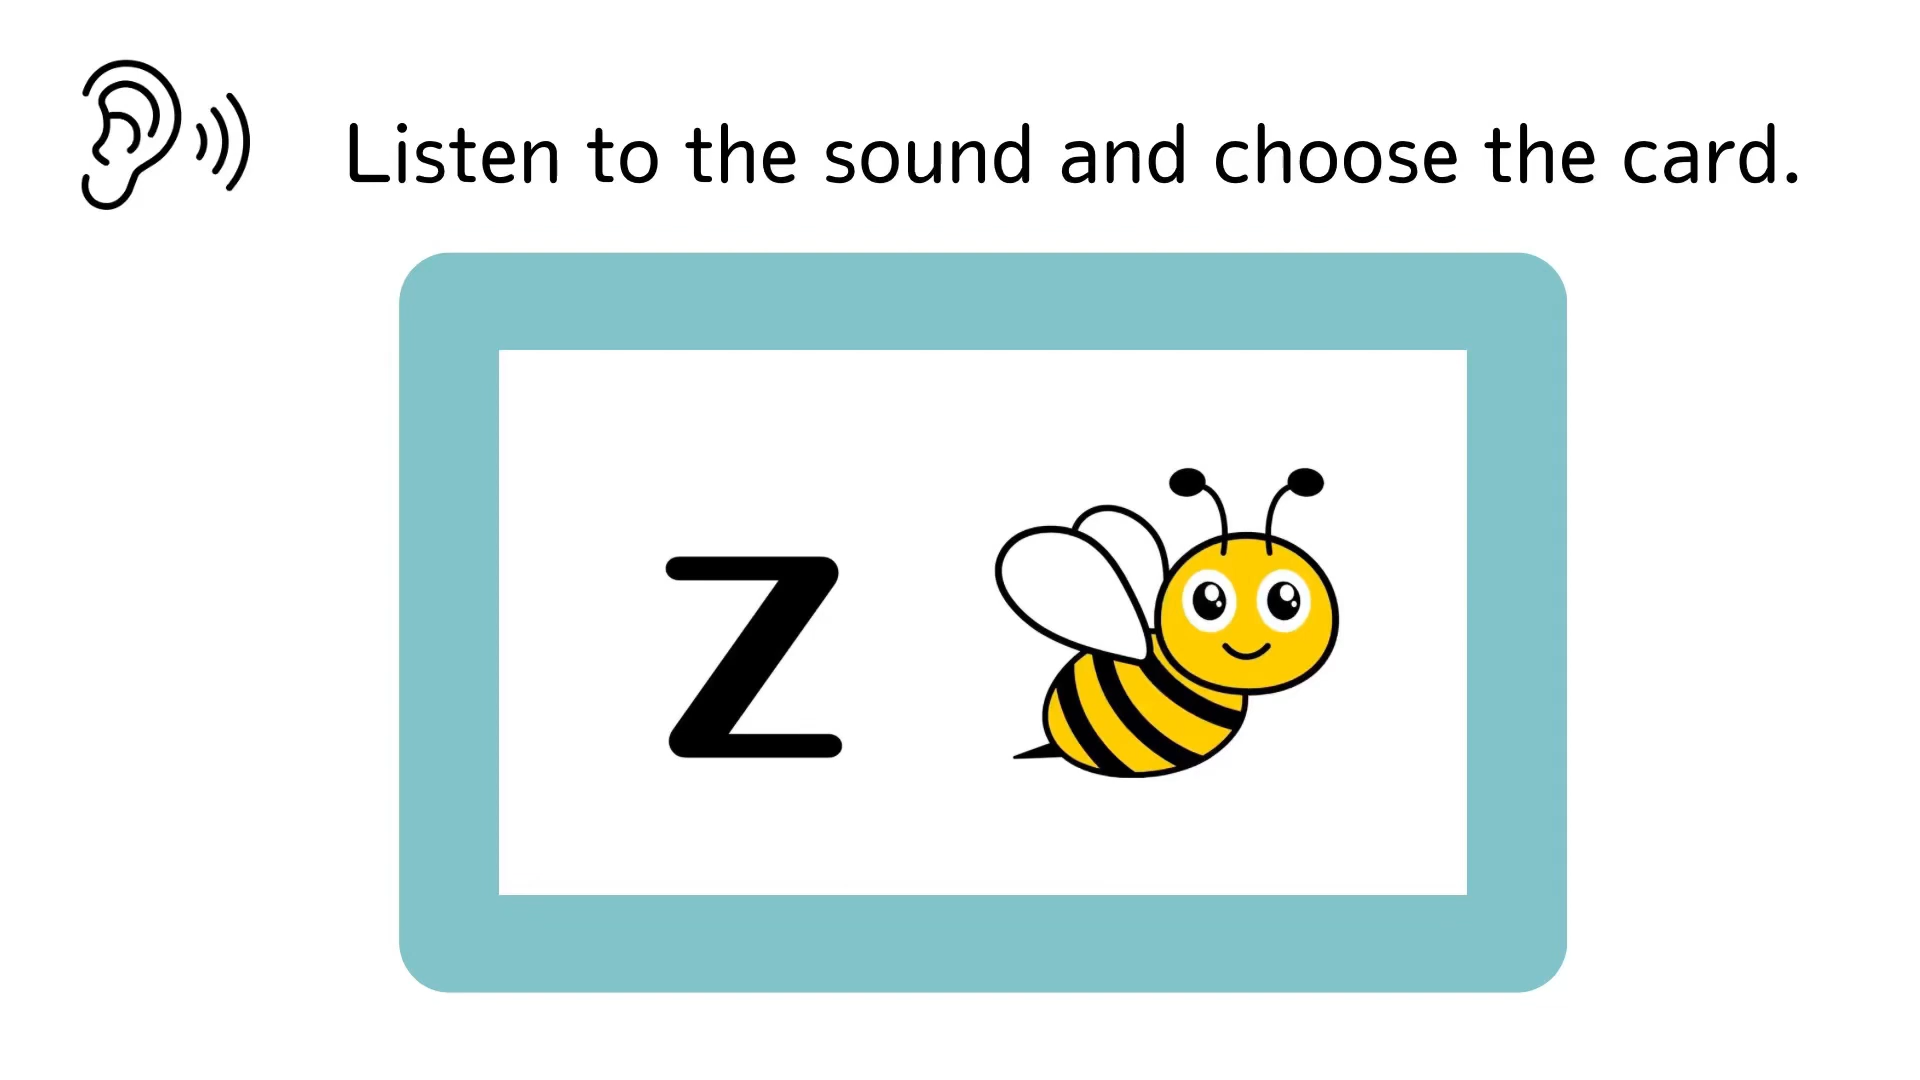 Listen to the sound and choose the card.
z